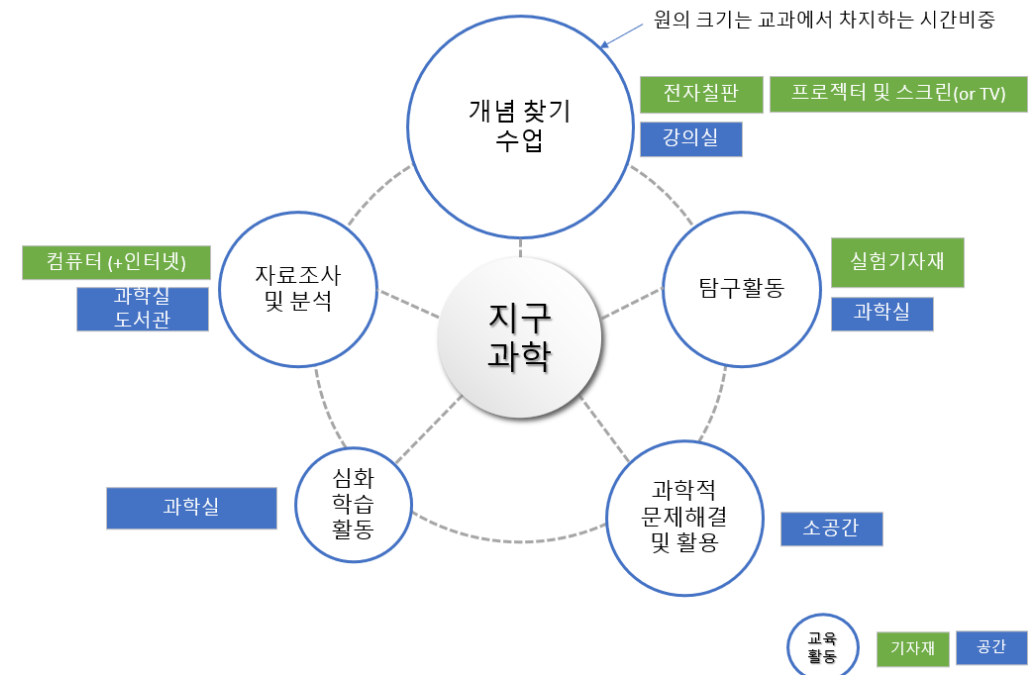 원의 크기는 교과에서 차지하는 시간비중
개념 찾기
수업
전자칠판
프로젝터 및 스크린(or TV)
강의실
컴퓨터 (+인터넷)
과학실
도서관
자료조사
및 분석
탐구활동
실험기자재
과학실
지구
과학
과학실
심화
학습
활동
과학적
문제해결
및 활용
소공간
교육
활동
기자재
공간